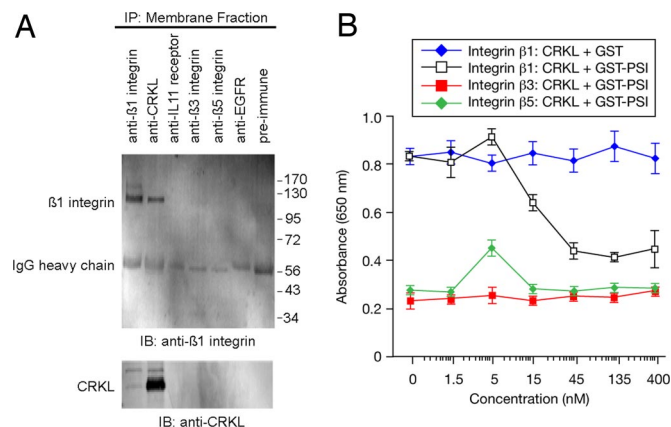 A
IP: Membrane Fraction
anti-ß1 integrin
anti-CRKL
anti-IL11 receptor
anti-ß3 integrin
anti-ß5 integrin
anti-EGFR
pre-immune
-170
-130
ß1 integrin
-95
-72
IgG heavy chain
-56
-43
-34
IB: anti-ß1 integrin
CRKL
IB: anti-CRKL
B
Integrin β1: CRKL + GST
Integrin β1: CRKL + GST-PSI
Integrin β3: CRKL + GST-PSI
Integrin β5: CRKL + GST-PSI
1.0
0.8
0.6
0.4
0.2
0
Absorbance (650 nm)
0 1.5 5 15 45 135 400
Concentration (nM)